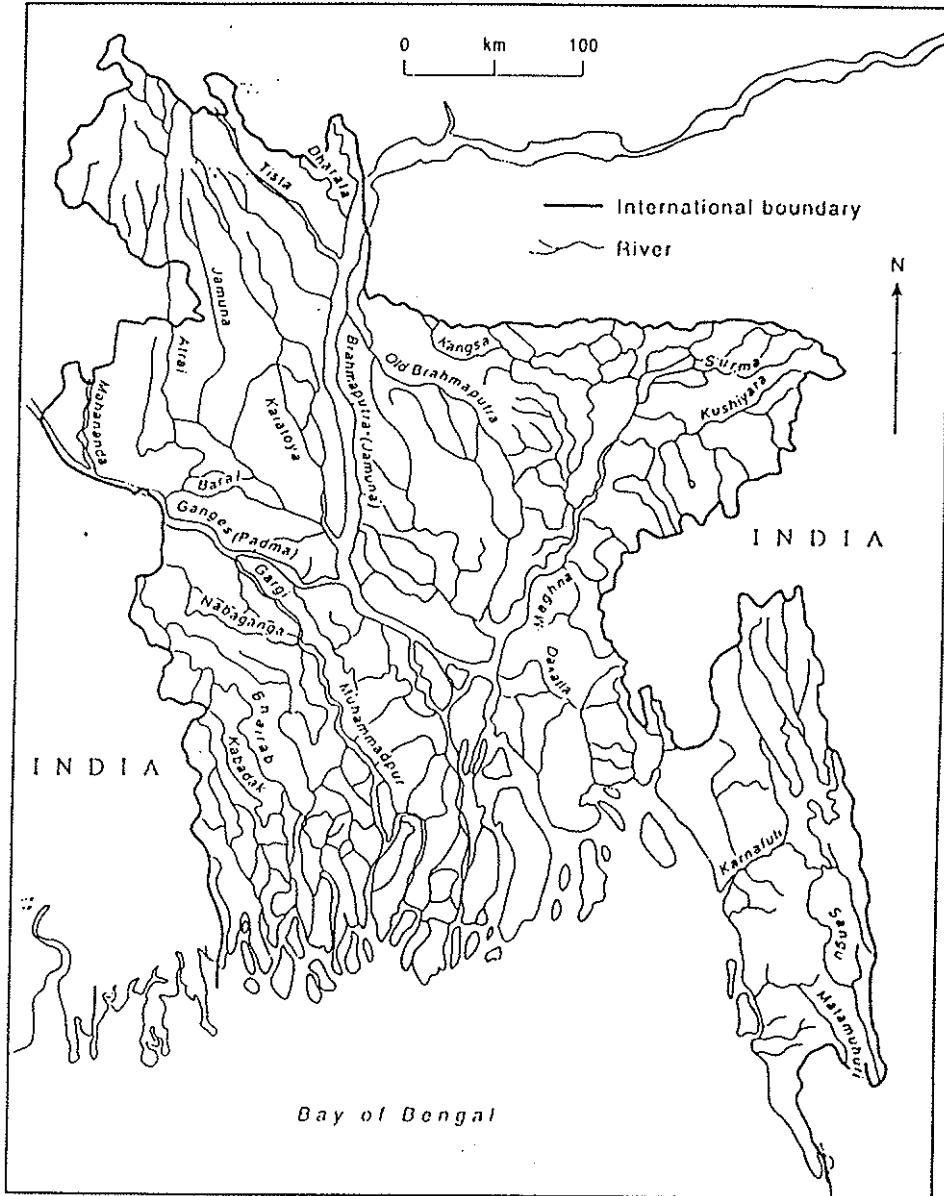 0 km 100
Dharala
Tista
International boundary
River
N
Jamuna
Atrai
Mahananda
Karatoya
Brahmaputra (Jamuna)
Old Brahmaputra
Kangsa
Surma
Kushiyara
Baral
Ganges (Padma)
Gargi
Nabaganga
Meghna
INDIA
Dakatia
Muhammadpur
Bhairab
Kabadak
INDIA
Karnafuli
Sangu
Matamuhuri
Bay of Bengal